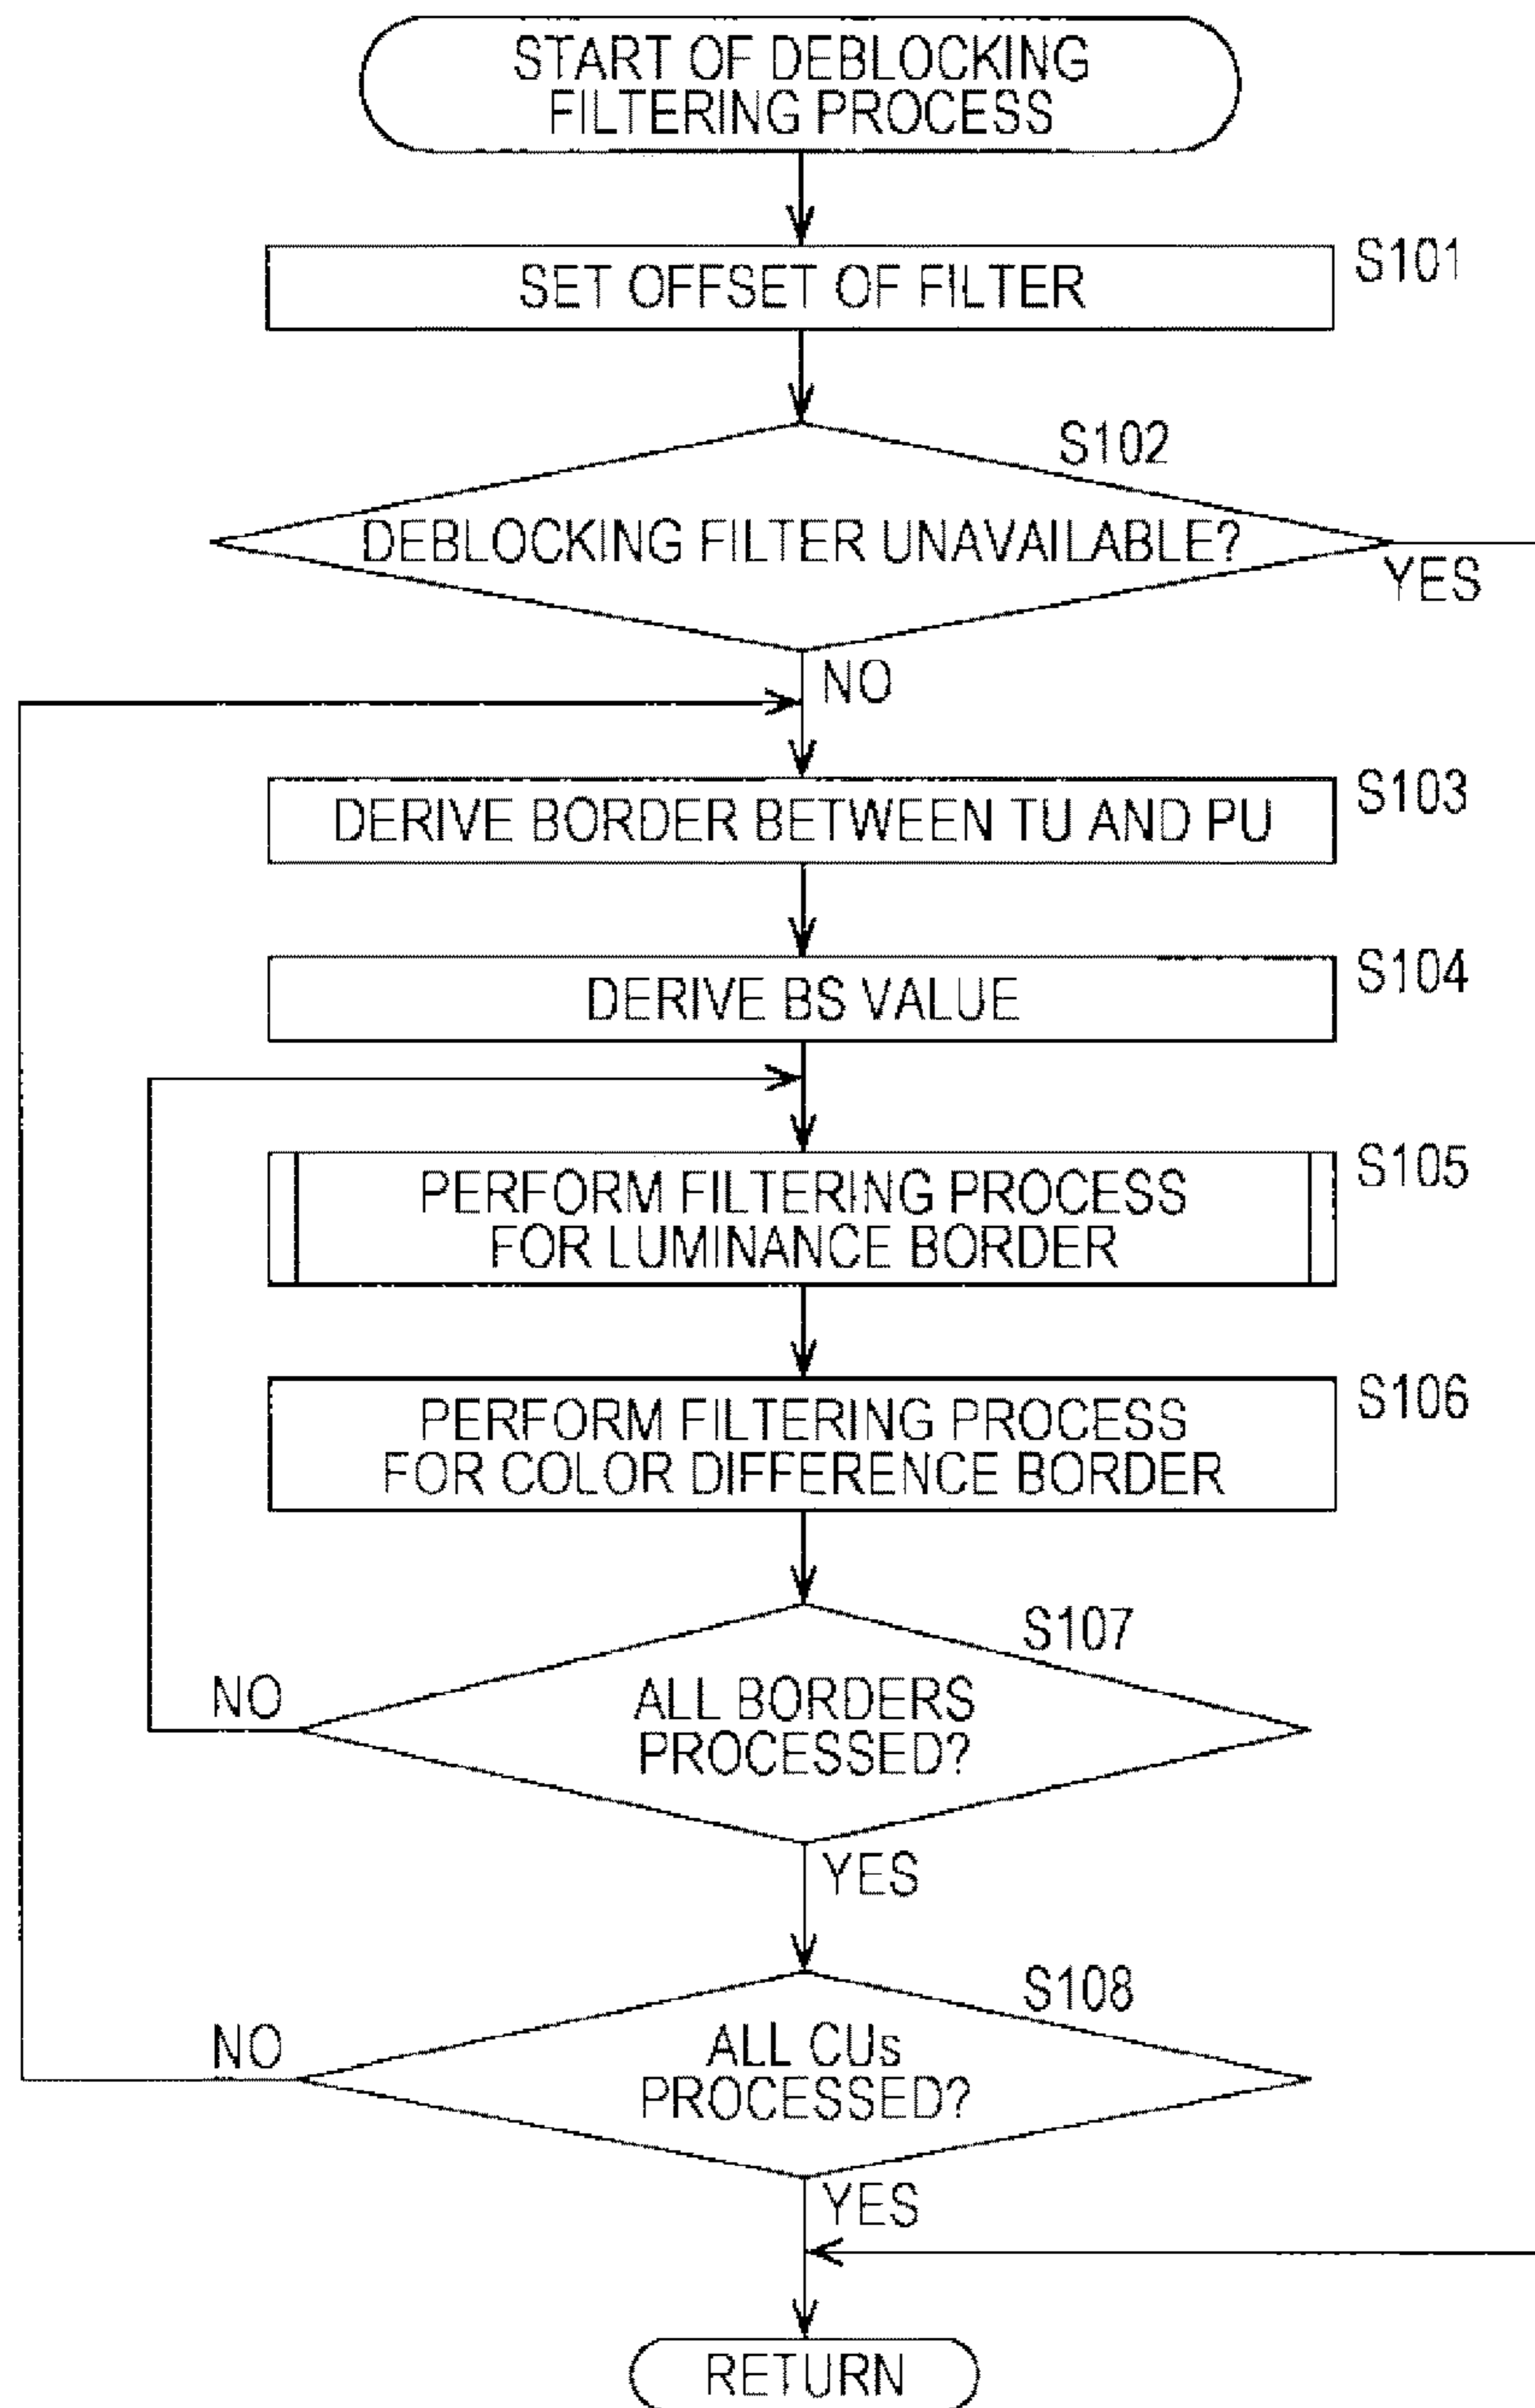 START OF DEBLOCKING
FILTERING PROCESS
SET OFFSET OF FILTER
S101
S102
DEBLOCKING FILTER UNAVAILABLE?
YES
NO
DERIVE BORDER BETWEEN TU AND PU
S103
DERIVE BS VALUE
S104
PERFORM FILTERING PROCESS
FOR LUMINANCE BORDER
S105
PERFORM FILTERING PROCESS
FOR COLOR DIFFERENCE BORDER
S106
S107
ALL BORDERS
PROCESSED?
NO
YES
S108
ALL CUs
PROCESSED?
NO
YES
RETURN